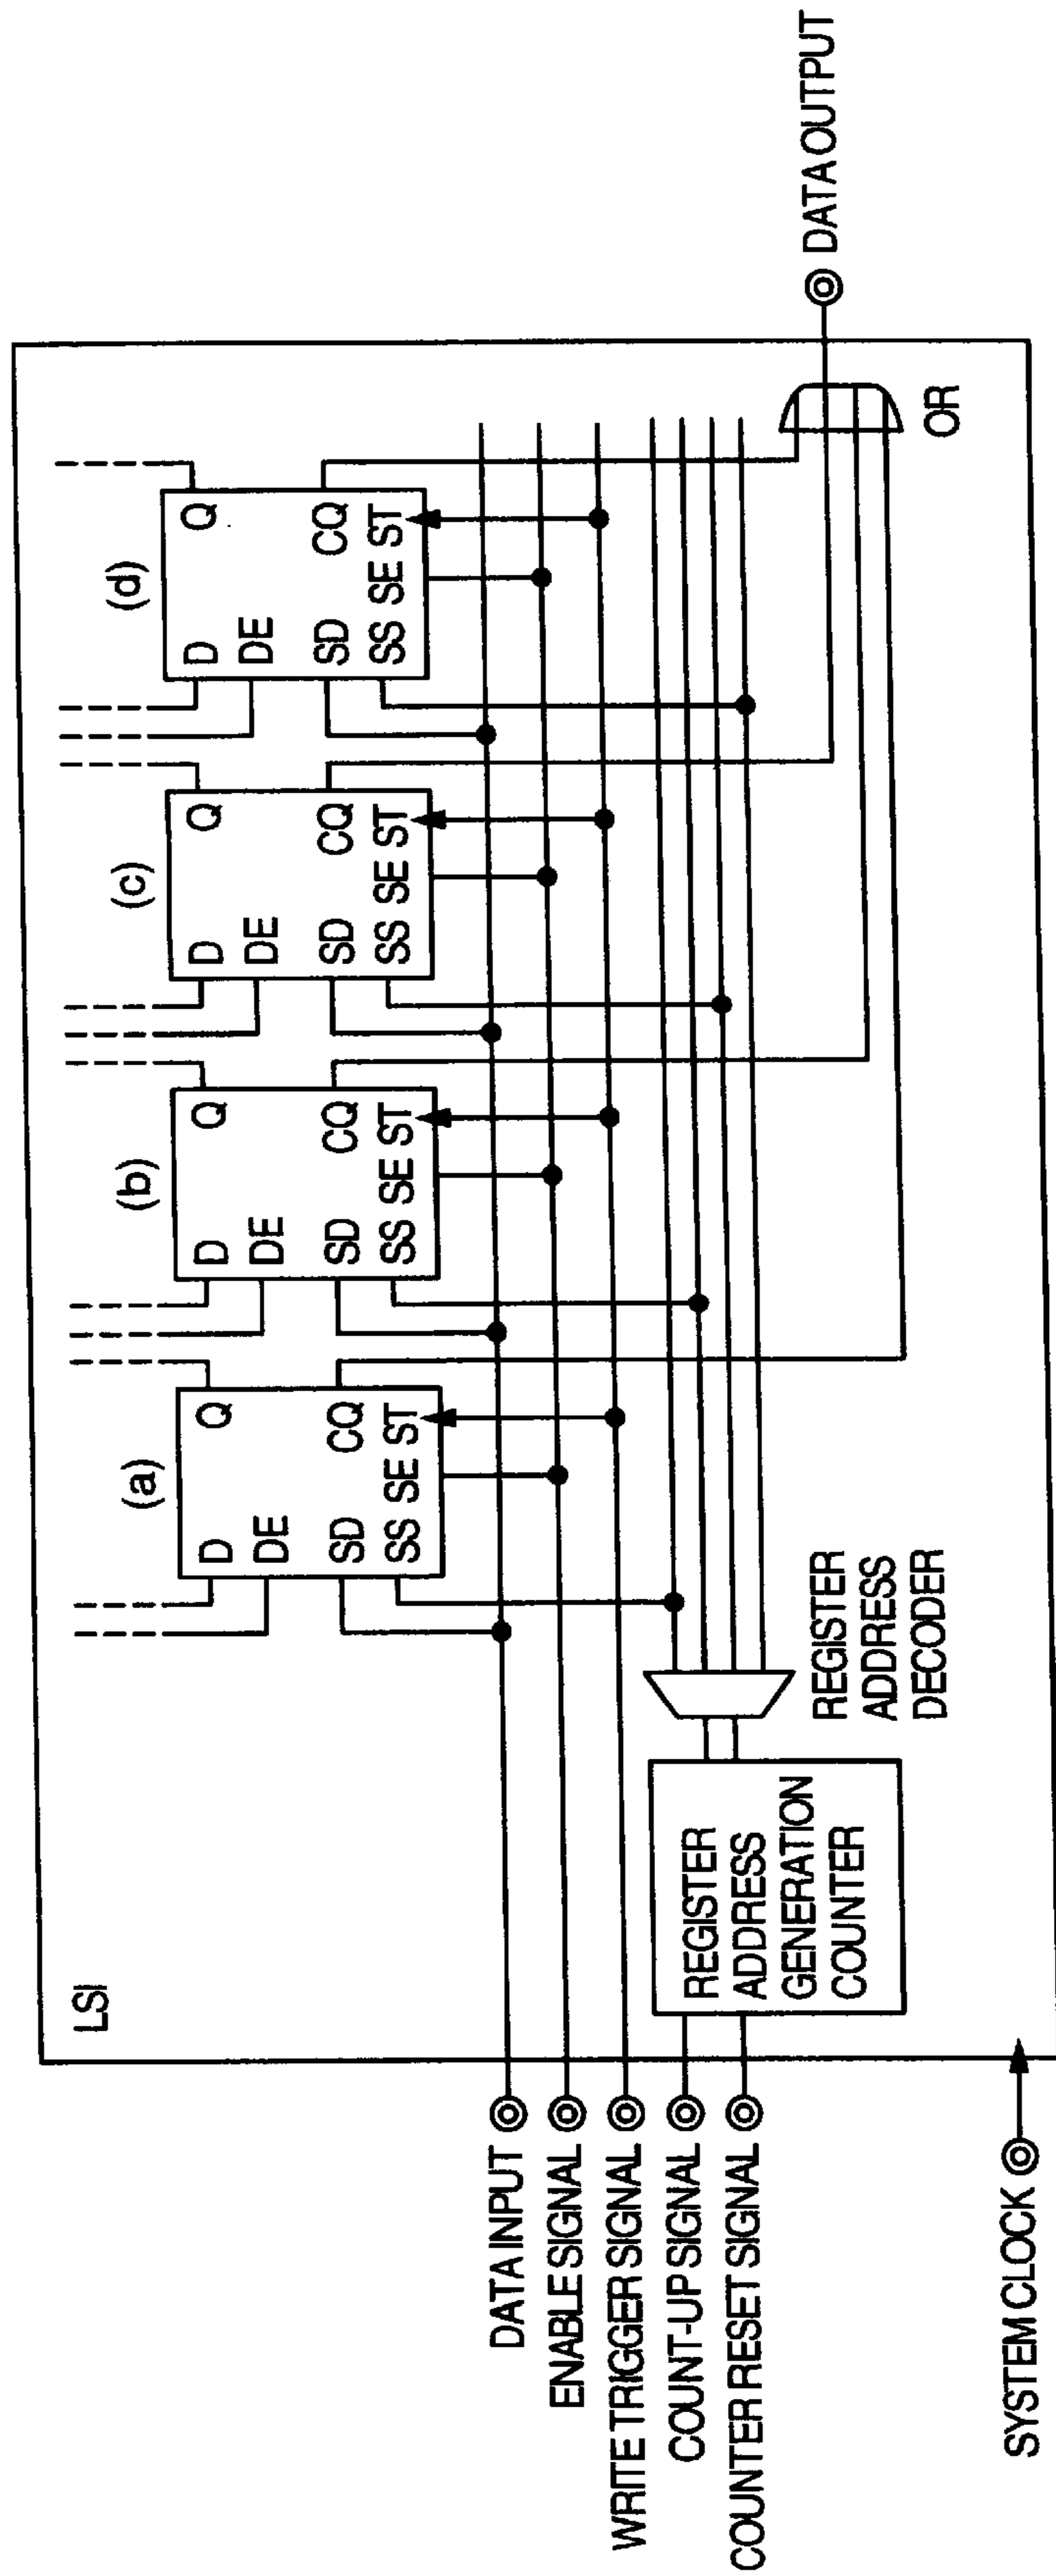 LSI
(a)
D
Q
DE
SD
CQ
SS SE ST
(b)
D
Q
DE
SD
CQ
SS SE ST
(c)
D
Q
DE
SD
CQ
SS SE ST
(d)
D
Q
DE
SD
CQ
SS SE ST
DATA INPUT
ENABLE SIGNAL
WRITE TRIGGER SIGNAL
COUNT-UP SIGNAL
COUNTER RESET SIGNAL
REGISTER
ADDRESS
GENERATION
COUNTER
REGISTER
ADDRESS
DECODER
OR
DATA OUTPUT
SYSTEM CLOCK